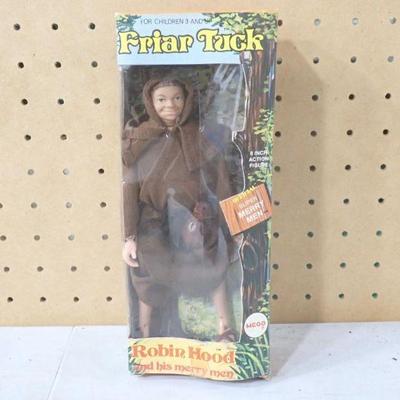 FOR CHILDREN 3 AND
Friar Tuck
8 INCH
ACTION
FIGURE
SUPER
MERRY
MEN
MEGO
Robin Hood
and his merry men